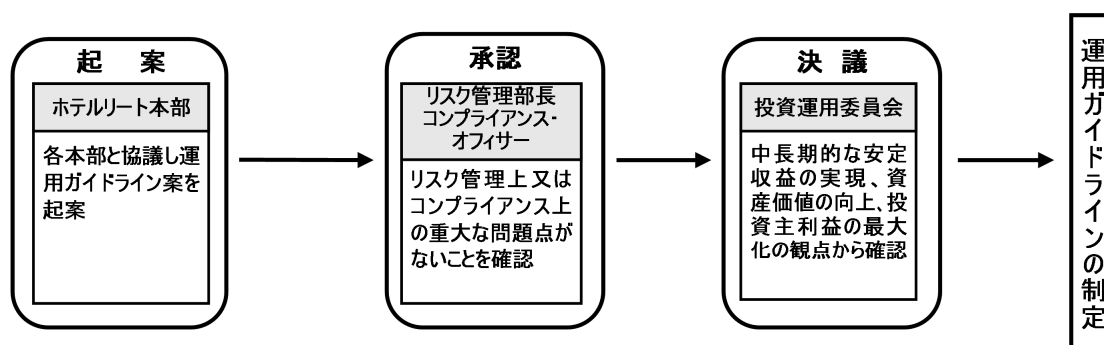 起 案
ホテルリート本部
各本部と協議し運
用ガイドライン案を
起案
承認
リスク管理部長
コンプライアンス・
オフィサー
リスク管理上又は
コンプライアンス上
の重大な問題点が
ないことを確認
決 議
投資運用委員会
中長期的な安定
収益の実現、資
産価値の向上、投
資主利益の最大
化の観点から確認
運用ガイドラインの制定